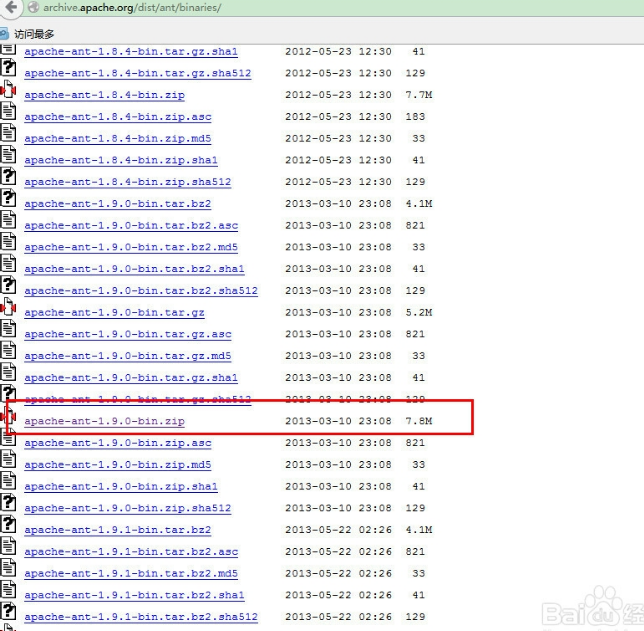 archive.apache.org/dist/ant/binaries/
访问最多
apache-ant-1.8.4-bin.tar.gz.sha1 2012-05-23 12:30 41
apache-ant-1.8.4-bin.tar.gz.sha512 2012-05-23 12:30 129
apache-ant-1.8.4-bin.zip 2012-05-23 12:30 7.7M
apache-ant-1.8.4-bin.zip.asc 2012-05-23 12:30 183
apache-ant-1.8.4-bin.zip.md5 2012-05-23 12:30 33
apache-ant-1.8.4-bin.zip.sha1 2012-05-23 12:30 41
apache-ant-1.8.4-bin.zip.sha512 2012-05-23 12:30 129
apache-ant-1.9.0-bin.tar.bz2 2013-03-10 23:08 4.1M
apache-ant-1.9.0-bin.tar.bz2.asc 2013-03-10 23:08 821
apache-ant-1.9.0-bin.tar.bz2.md5 2013-03-10 23:08 33
apache-ant-1.9.0-bin.tar.bz2.sha1 2013-03-10 23:08 41
apache-ant-1.9.0-bin.tar.bz2.sha512 2013-03-10 23:08 129
apache-ant-1.9.0-bin.tar.gz 2013-03-10 23:08 5.2M
apache-ant-1.9.0-bin.tar.gz.asc 2013-03-10 23:08 821
apache-ant-1.9.0-bin.tar.gz.md5 2013-03-10 23:08 33
apache-ant-1.9.0-bin.tar.gz.sha1 2013-03-10 23:08 41
apache-ant-1.9.0-bin.tar.gz.sha512 2013-03-10 23:08 129
apache-ant-1.9.0-bin.zip 2013-03-10 23:08 7.8M
apache-ant-1.9.0-bin.zip.asc 2013-03-10 23:08 821
apache-ant-1.9.0-bin.zip.md5 2013-03-10 23:08 33
apache-ant-1.9.0-bin.zip.sha1 2013-03-10 23:08 41
apache-ant-1.9.0-bin.zip.sha512 2013-03-10 23:08 129
apache-ant-1.9.1-bin.tar.bz2 2013-05-22 02:26 4.1M
apache-ant-1.9.1-bin.tar.bz2.asc 2013-05-22 02:26 821
apache-ant-1.9.1-bin.tar.bz2.md5 2013-05-22 02:26 33
apache-ant-1.9.1-bin.tar.bz2.sha1 2013-05-22 02:26 41
apache-ant-1.9.1-bin.tar.bz2.sha512 2013-05-22 02:26 129
Baidu